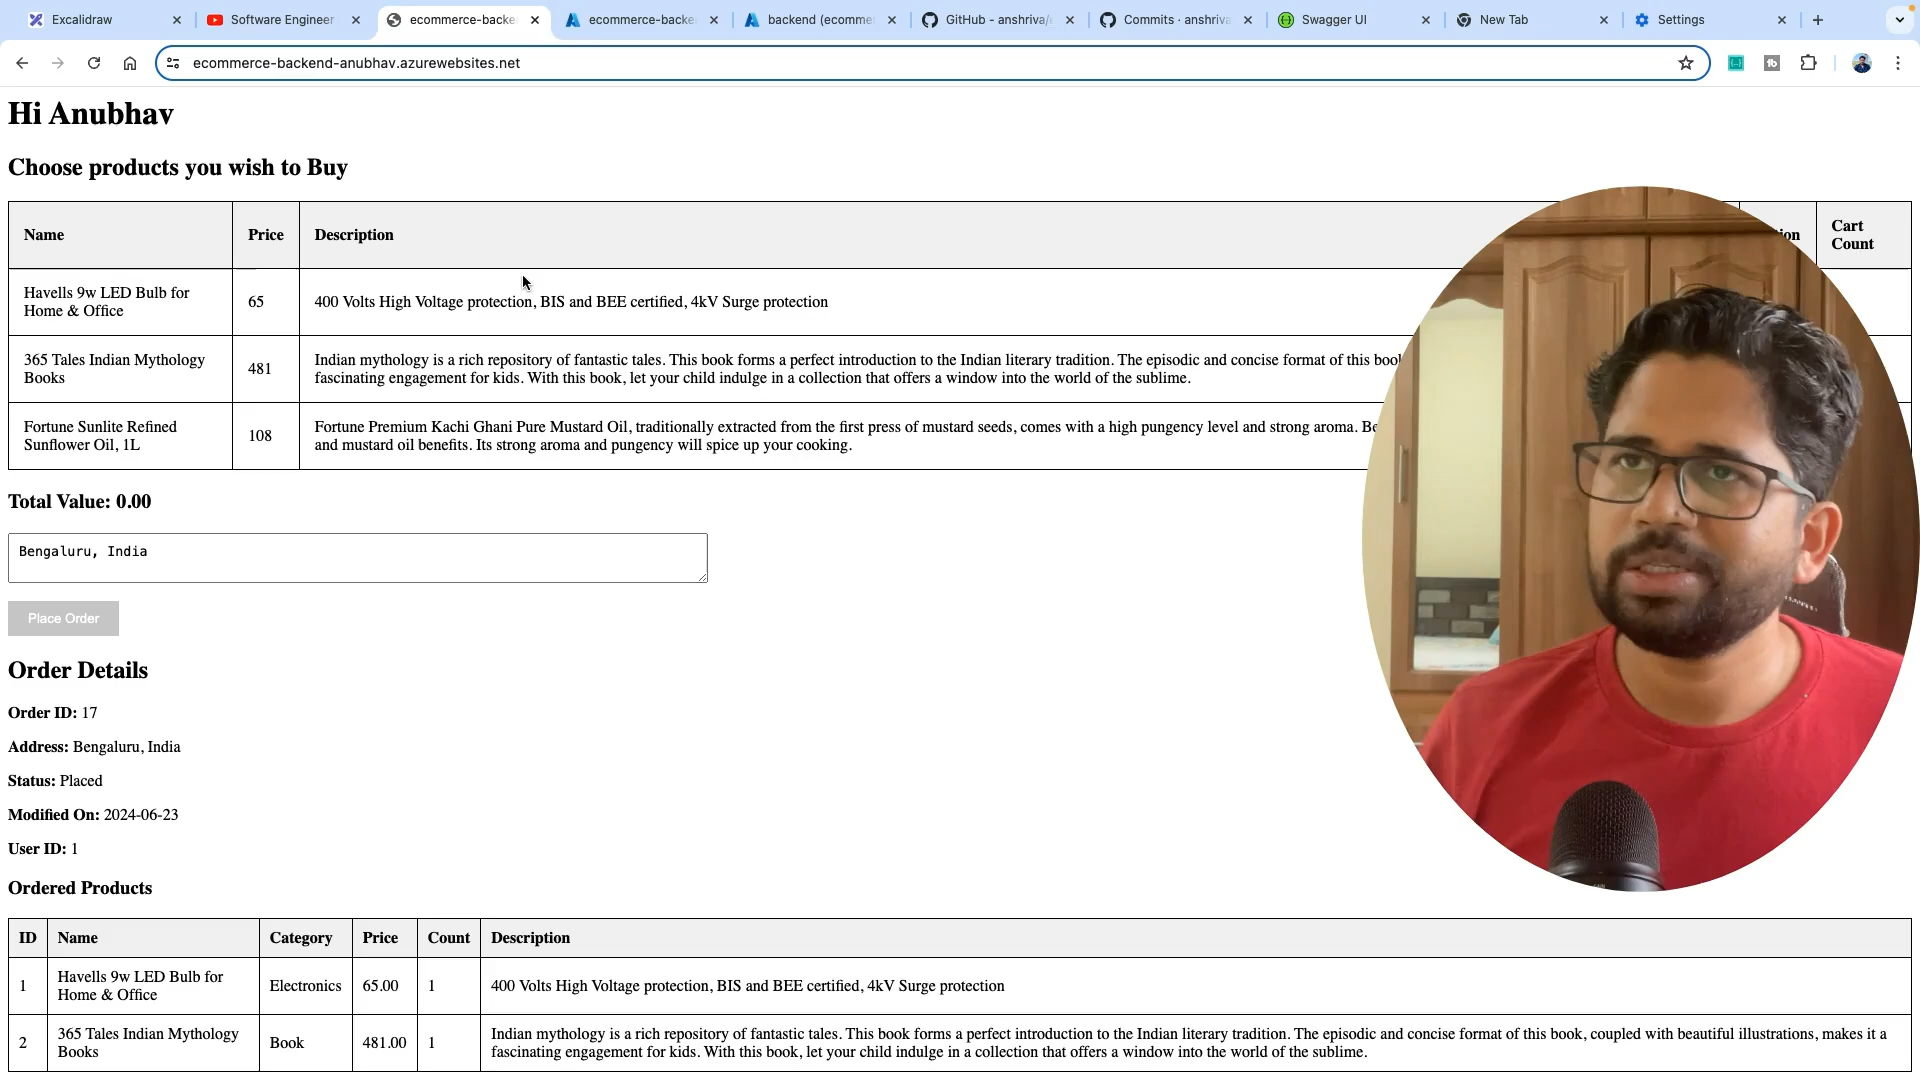 Excalidraw
Software Engineer
ecommerce-backe
ecommerce-backe
backend (ecomme
GitHub - anshriva/
Commits · anshriva
Swagger UI
New Tab
Settings
ecommerce-backend-anubhav.azurewebsites.net
Hi Anubhav
Choose products you wish to Buy
Name Price Description ion Cart
Count
Havells 9w LED Bulb for
Home & Office
65
400 Volts High Voltage protection, BIS and BEE certified, 4kV Surge protection
365 Tales Indian Mythology
Books
481
Indian mythology is a rich repository of fantastic tales. This book forms a perfect introduction to the Indian literary tradition. The episodic and concise format of this
fascinating engagement for kids. With this book, let your child indulge in a collection that offers a window into the world of the sublime.
Fortune Sunlite Refined
Sunflower Oil, 1L
108
Fortune Premium Kachi Ghani Pure Mustard Oil, traditionally extracted from the first press of mustard seeds, comes with a high pungency level and strong aroma.
and mustard oil benefits. Its strong aroma and pungency will spice up your cooking.
Total Value: 0.00
Bengaluru, India
Place Order
Order Details
Order ID: 17
Address: Bengaluru, India
Status: Placed
Modified On: 2024-06-23
User ID: 1
Ordered Products
ID Name Category Price Count Description
1
Havells 9w LED Bulb for
Home & Office
Electronics 65.00 1 400 Volts High Voltage protection, BIS and BEE certified, 4kV Surge protection
2
365 Tales Indian Mythology
Books
Book 481.00 1
Indian mythology is a rich repository of fantastic tales. This book forms a perfect introduction to the Indian literary tradition. The episodic and concise format of this book, coupled with beautiful illustrations, makes it a
fascinating engagement for kids. With this book, let your child indulge in a collection that offers a window into the world of the sublime.